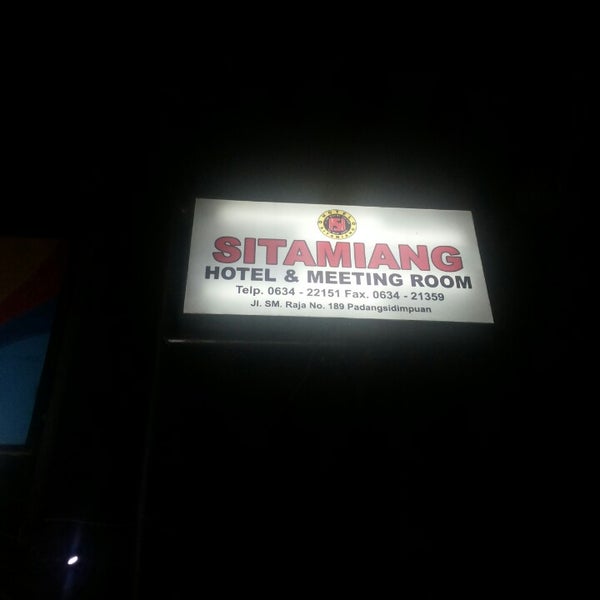 SITAMIANG
HOTEL & MEETING ROOM
Telp. 0634 - 22151 Fax. 0634 - 21359
Jl. SM. Raja No. 189 Padangsidimpuan